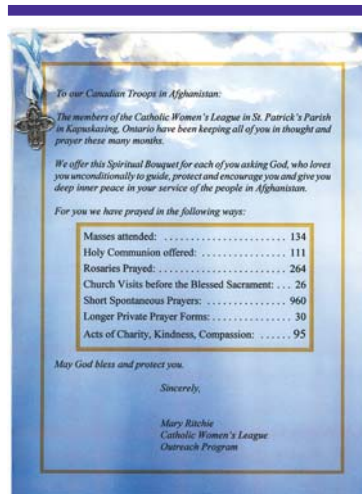 To our Canadian Troops in Afghanistan:
The members of the Catholic Women's League in St. Patrick's Parish
in Kapuskasing, Ontario have been keeping all of you in thought and
prayer these many months.
We offer this Spiritual Bouquet for each of you asking God, who loves
you unconditionally to guide, protect and encourage you and give you
deep inner peace in your service of the people in Afghanistan.
For you we have prayed in the following ways:
Masses attended: ........................ 134
Holy Communion offered: ................ 111
Rosaries Prayed: ........................ 264
Church Visits before the Blessed Sacrament: ... 26
Short Spontaneous Prayers: ............. 960
Longer Private Prayer Forms: ............ 30
Acts of Charity, Kindness, Compassion: ...... 95
May God bless and protect you.
Sincerely,
Mary Ritchie
Catholic Women's League
Outreach Program